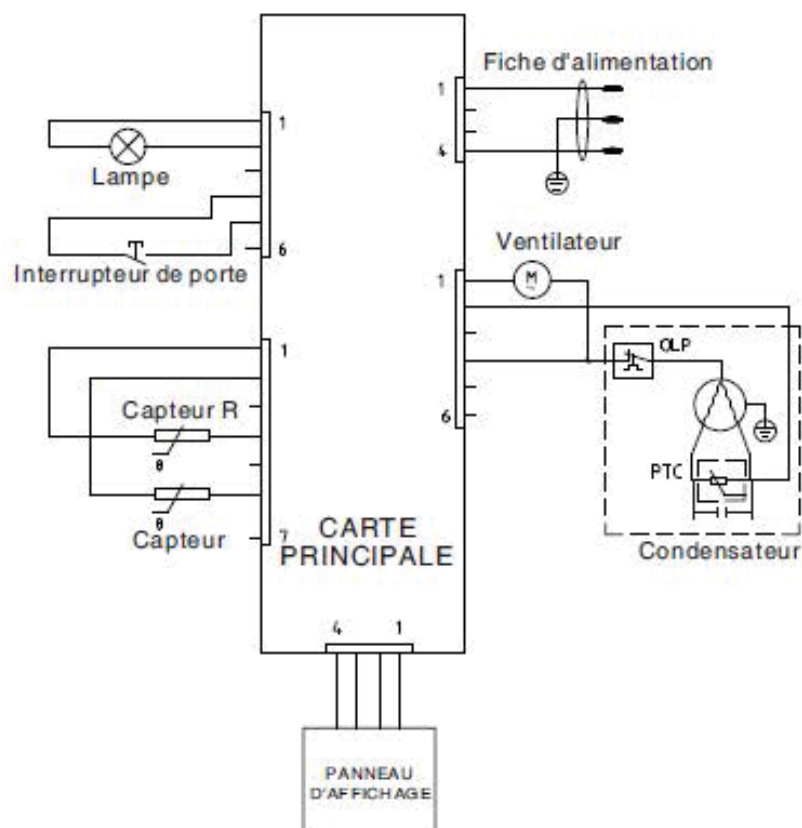 Fiche d'alimentation
1
4
1
Lampe
6
Interrupteur de porte
Ventilateur
1
M
~
OLP
6
PTC
Condensateur
1
Capteur R
θ
θ
Capteur
7
CARTE
PRINCIPALE
4 1
PANNEAU
D'AFFICHAGE